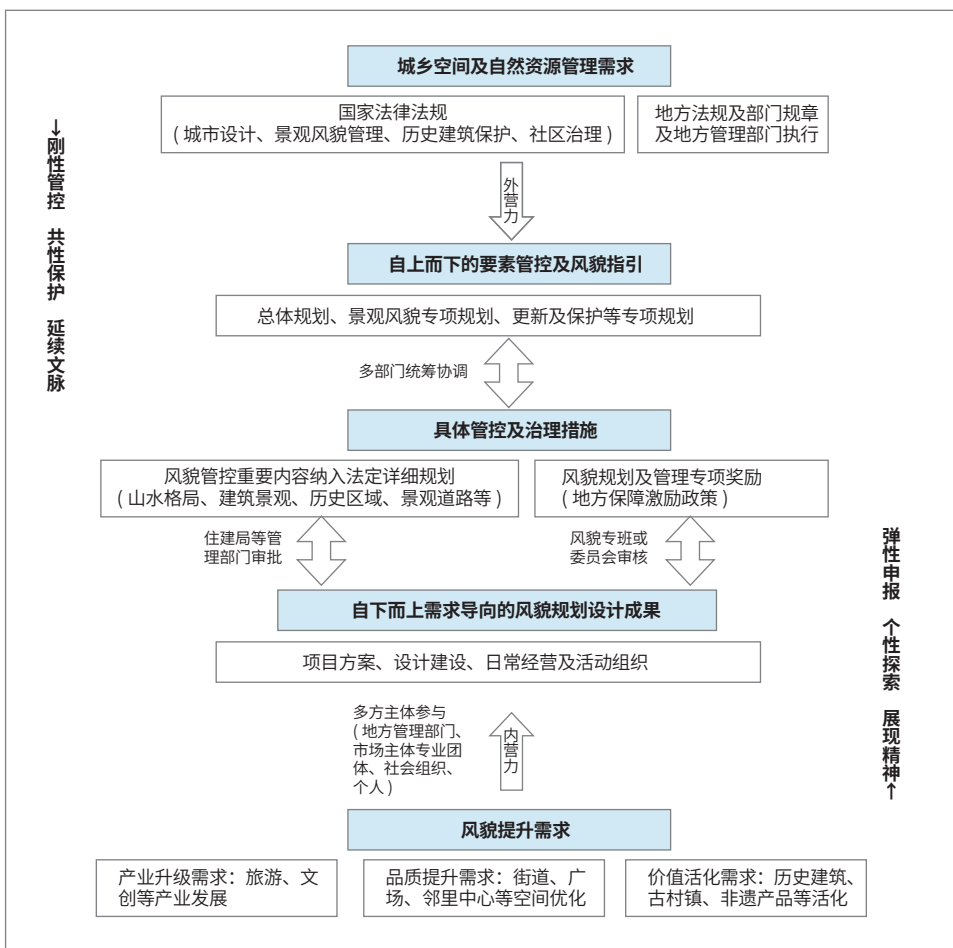 城乡空间及自然资源管理需求
国家法律法规
(城市设计、景观风貌管理、历史建筑保护、社区治理)
地方法规及部门规章
及地方管理部门执行
↓刚性管控 共性保护 延续文脉
外营力
自上而下的要素管控及风貌指引
总体规划、景观风貌专项规划、更新及保护等专项规划
多部门统筹协调
具体管控及治理措施
风貌管控重要内容纳入法定详细规划
(山水格局、建筑景观、历史区域、景观道路等)
风貌规划及管理专项奖励
(地方保障激励政策)
住建局等管
理部门审批
风貌专班或
委员会审核
弹性申报 个性探索 展现精神↑
自下而上需求导向的风貌规划设计成果
项目方案、设计建设、日常经营及活动组织
多方主体参与
(地方管理部门、
市场主体专业团
体、社会组织、
个人)
内营力
风貌提升需求
产业升级需求：旅游、文
创等产业发展
品质提升需求：街道、广
场、邻里中心等空间优化
价值活化需求：历史建筑、
古村镇、非遗产品等活化